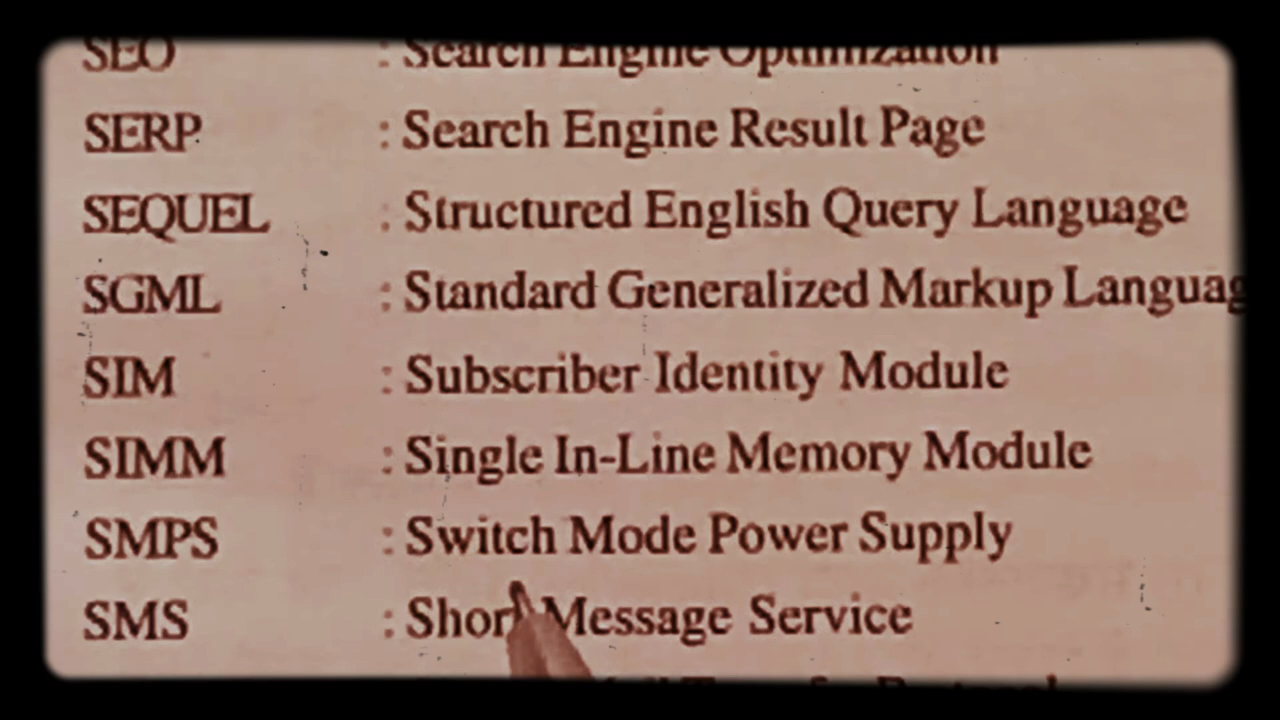 SEO : Search Engine Optimization
SERP : Search Engine Result Page
SEQUEL : Structured English Query Language
SGML : Standard Generalized Markup Languag
SIM : Subscriber Identity Module
SIMM : Single In-Line Memory Module
SMPS : Switch Mode Power Supply
SMS : Short Message Service